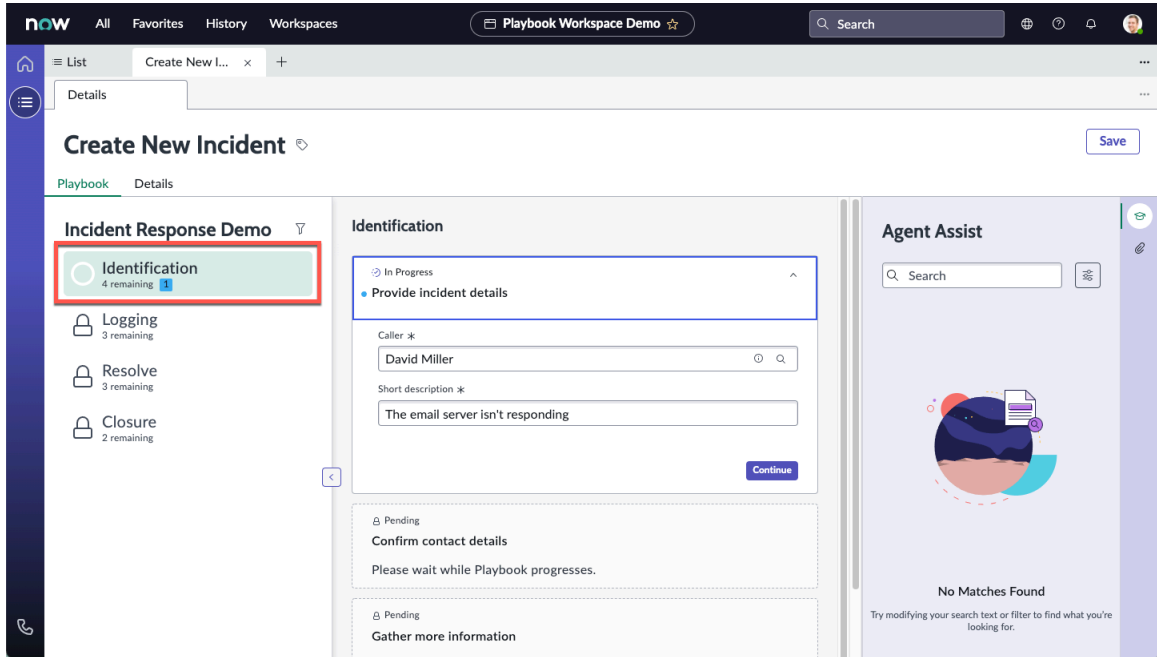 now All Favorites History Workspaces Playbook Workspace Demo Search
List Create New I...
Details
Create New Incident Save
Playbook Details
Incident Response Demo
Identification
4 remaining 1
Logging
3 remaining
Resolve
3 remaining
Closure
2 remaining
Identification
In Progress
Provide incident details
Caller *
David Miller
Short description *
The email server isn't responding
Continue
Pending
Confirm contact details
Please wait while Playbook progresses.
Pending
Gather more information
Agent Assist
Search
No Matches Found
Try modifying your search text or filter to find what you're
looking for.